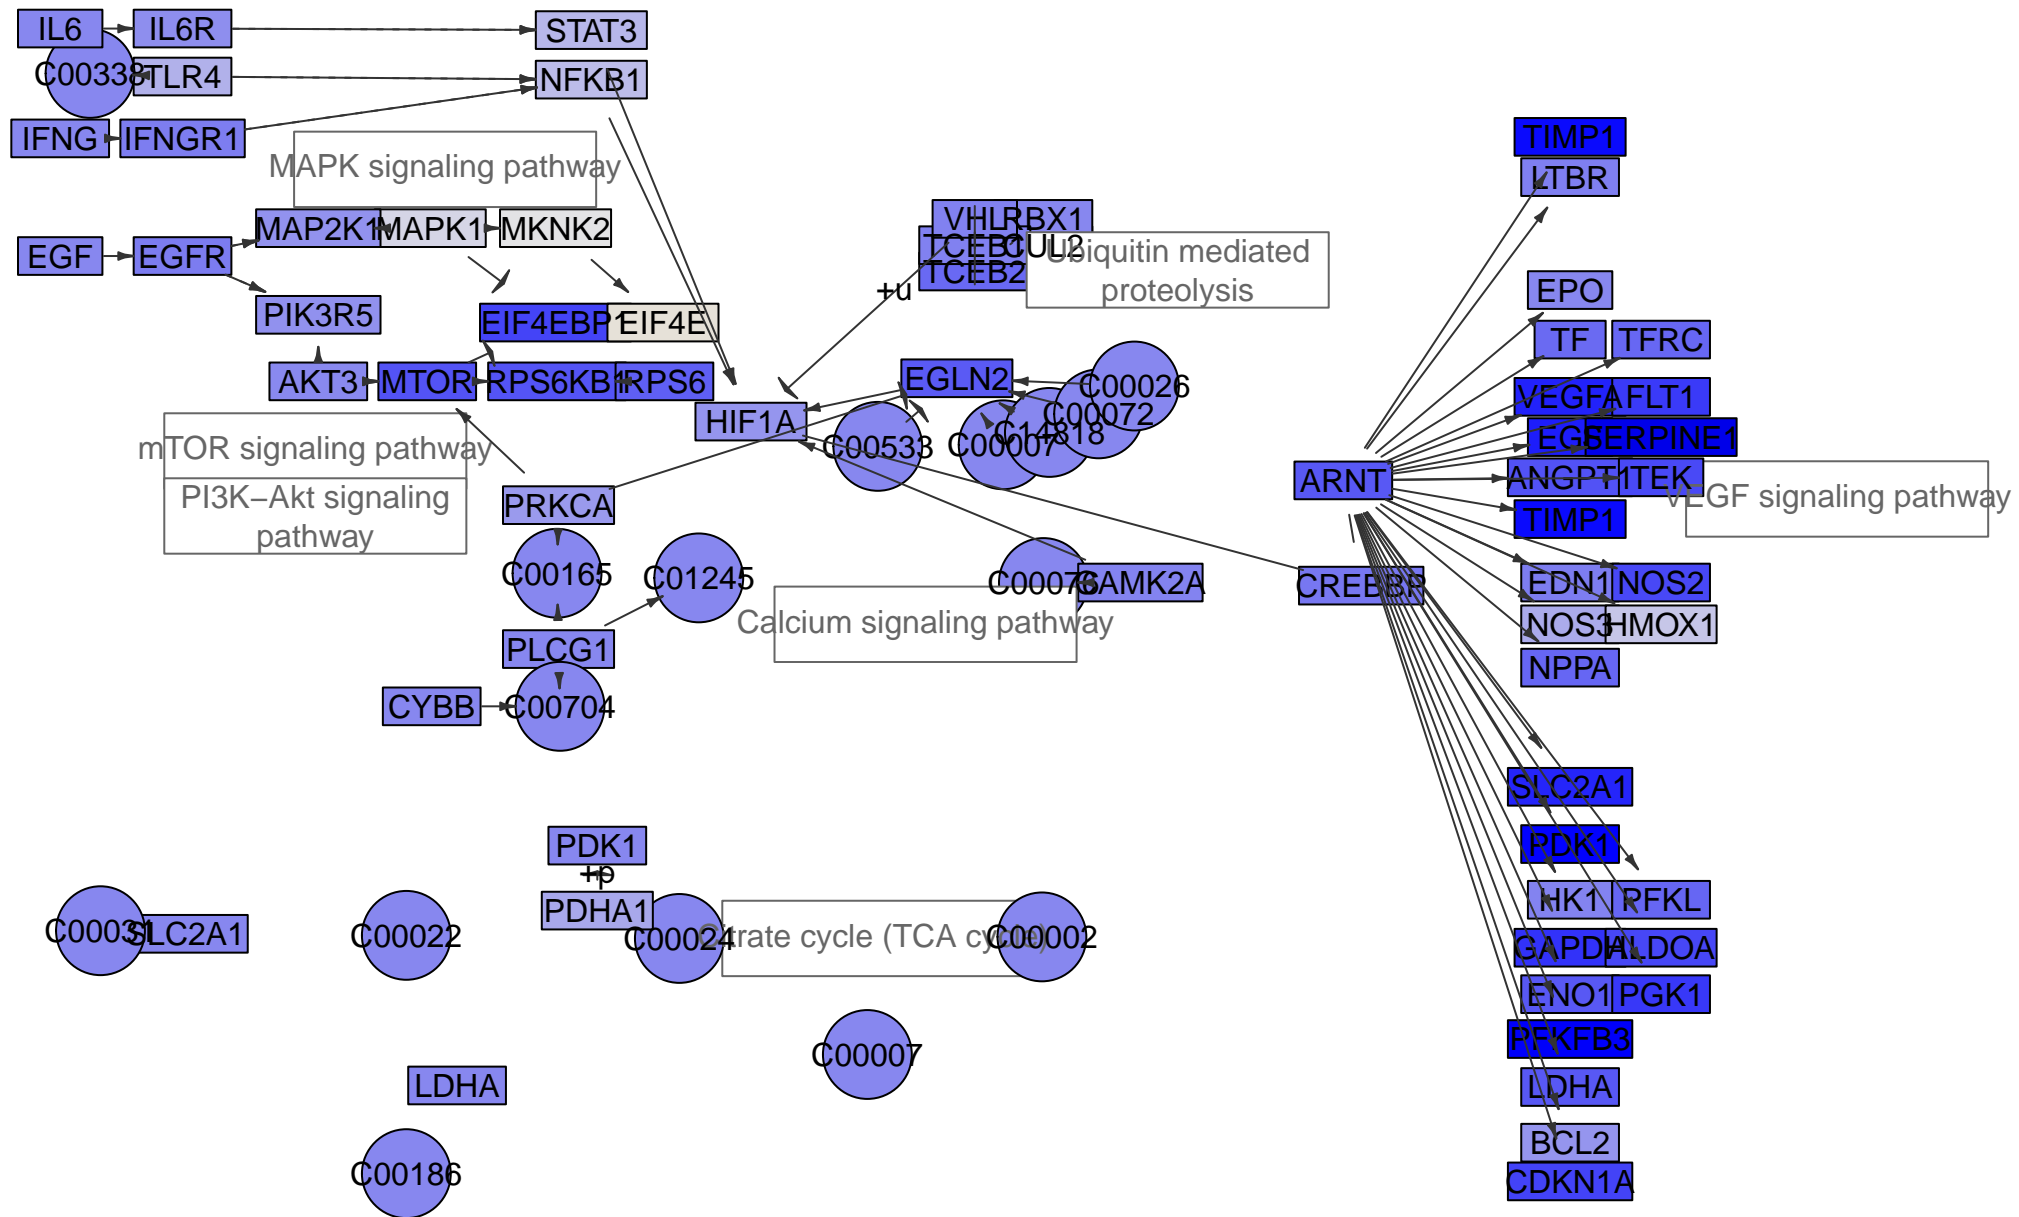 IL6
IL6R
STAT3
C00338
TLR4
NFKB1
IFNG
IFNGR1
MAPK signaling pathway
MAP2K1
MAPK1
MKNK2
EGF
EGFR
PIK3R5
EIF4EBP1
EIF4E
AKT3
MTOR
RPS6KB1
RPS6
mTOR signaling pathway
PI3K–Akt signaling
pathway
PRKCA
C00165
C01245
PLCG1
CYBB
C00704
HIF1A
VHL
RBX1
TCEB1
CUL2
TCEB2
Ubiquitin mediated
proteolysis
+u
EGLN2
C00533
C00007
C14818
C00072
C00026
C00076
CAMK2A
Calcium signaling pathway
ARNT
CREBBP
TIMP1
LTBR
EPO
TF
TFRC
VEGFA
FLT1
EGF
SERPINE1
ANGPT1
TEK
VEGF signaling pathway
TIMP1
EDN1
NOS2
NOS3
HMOX1
NPPA
SLC2A1
PDK1
HK1
PFKL
GAPDH
ALDOA
ENO1
PGK1
PFKFB3
LDHA
BCL2
CDKN1A
PDK1
+p
PDHA1
C00031
SLC2A1
C00022
C00024
Citrate cycle (TCA cycle)
C00002
C00007
LDHA
C00186